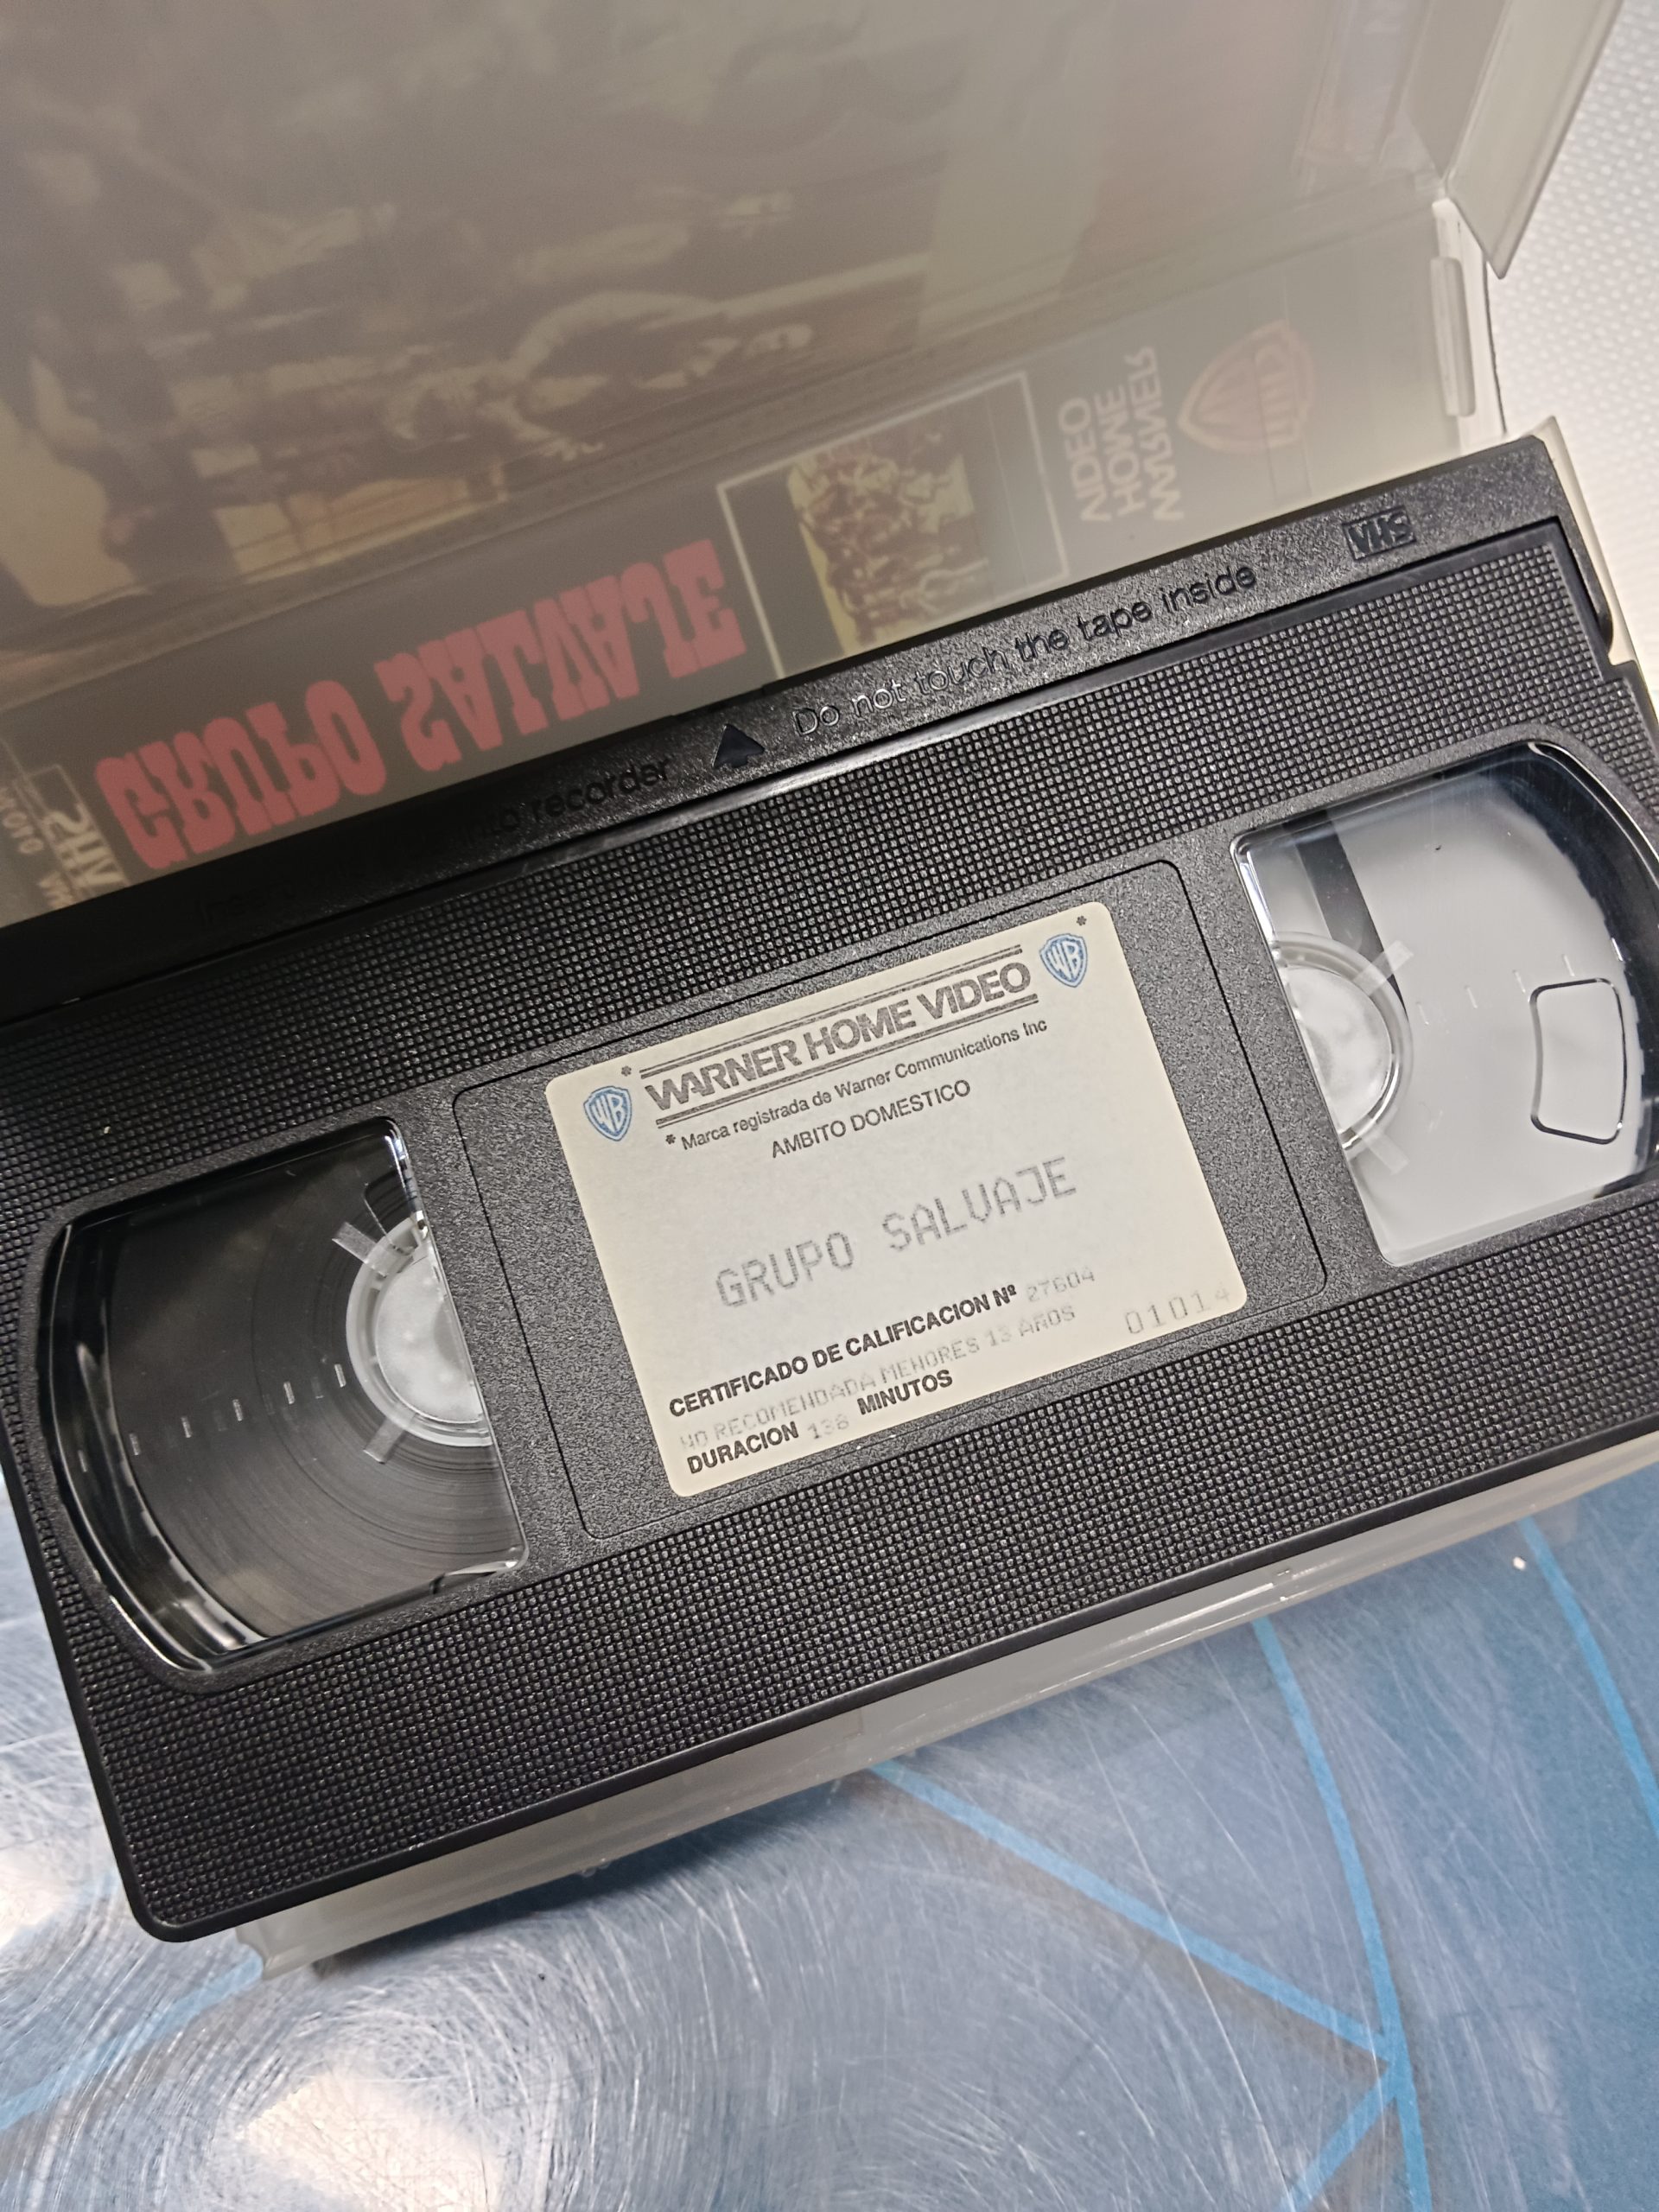 WARNER
HOME
VIDEO
GRUPO SALVAJE
VHS
into recorder
Do not touch the tape inside
VHS
WB
* WARNER HOME VIDEO *
WB
* Marca registrada de Warner Communications Inc
AMBITO DOMESTICO
GRUPO SALVAJE
CERTIFICADO DE CALIFICACION Nº 27604
NO RECOMENDADA MENORES 13 AÑOS
01014
DURACION 138 MINUTOS